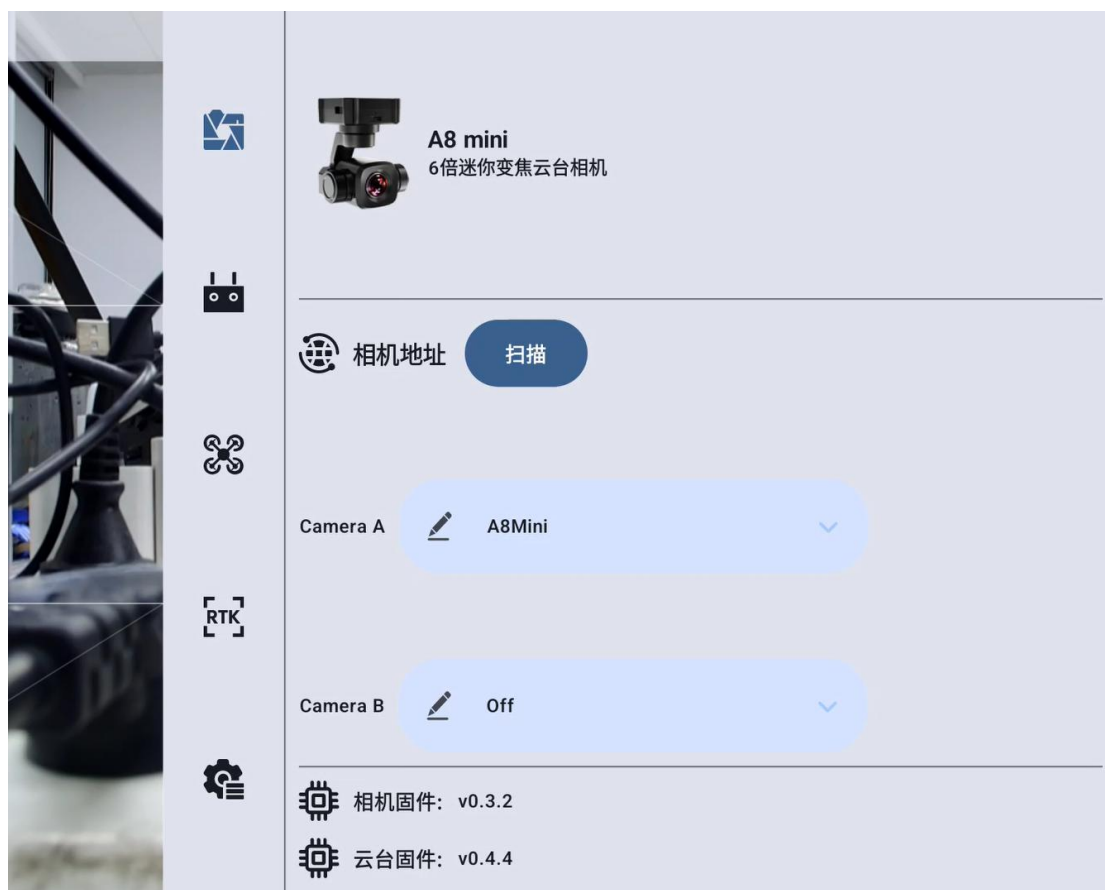 A8 mini
6倍迷你变焦云台相机
相机地址 扫描
Camera A A8Mini
RTK
Camera B Off
相机固件: v0.3.2
云台固件: v0.4.4